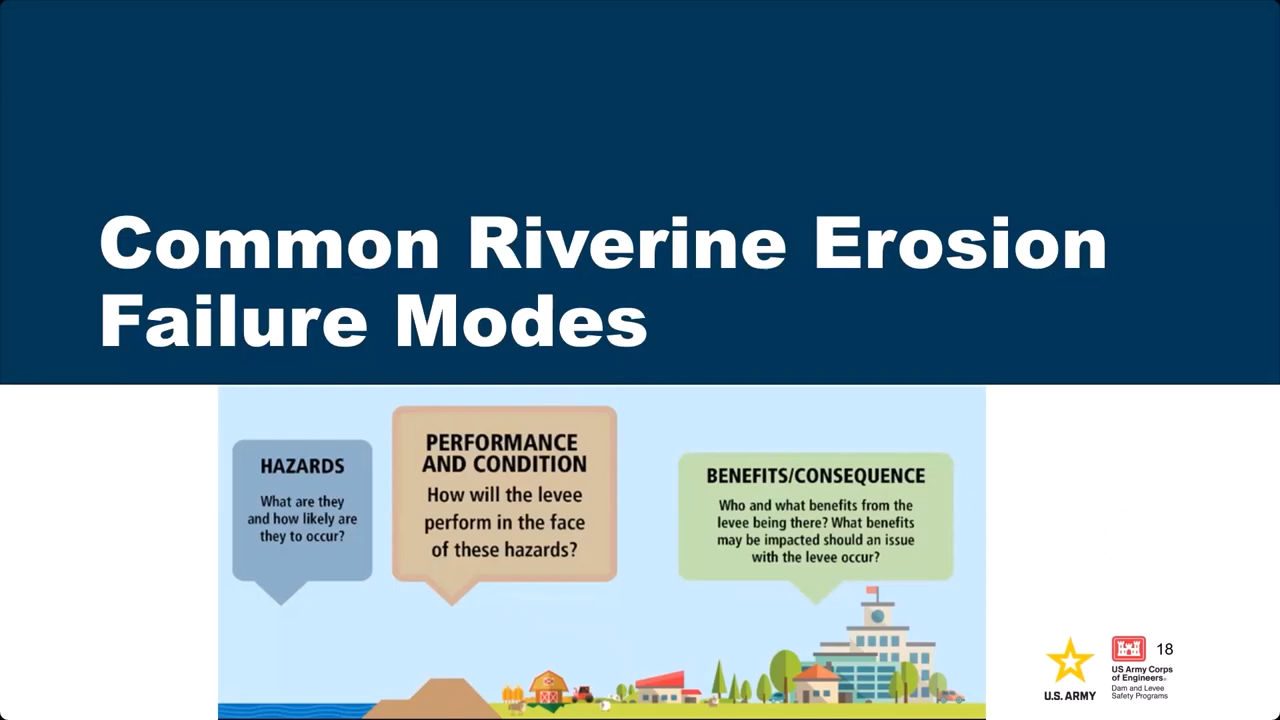 Common Riverine Erosion
Failure Modes
HAZARDS
What are they
and how likely are
they to occur?
PERFORMANCE
AND CONDITION
How will the levee
perform in the face
of these hazards?
BENEFITS/CONSEQUENCE
Who and what benefits from the
levee being there? What benefits
may be impacted should an issue
with the levee occur?
U.S. ARMY
18
US Army Corps
of Engineers®
Dam and Levee
Safety Programs